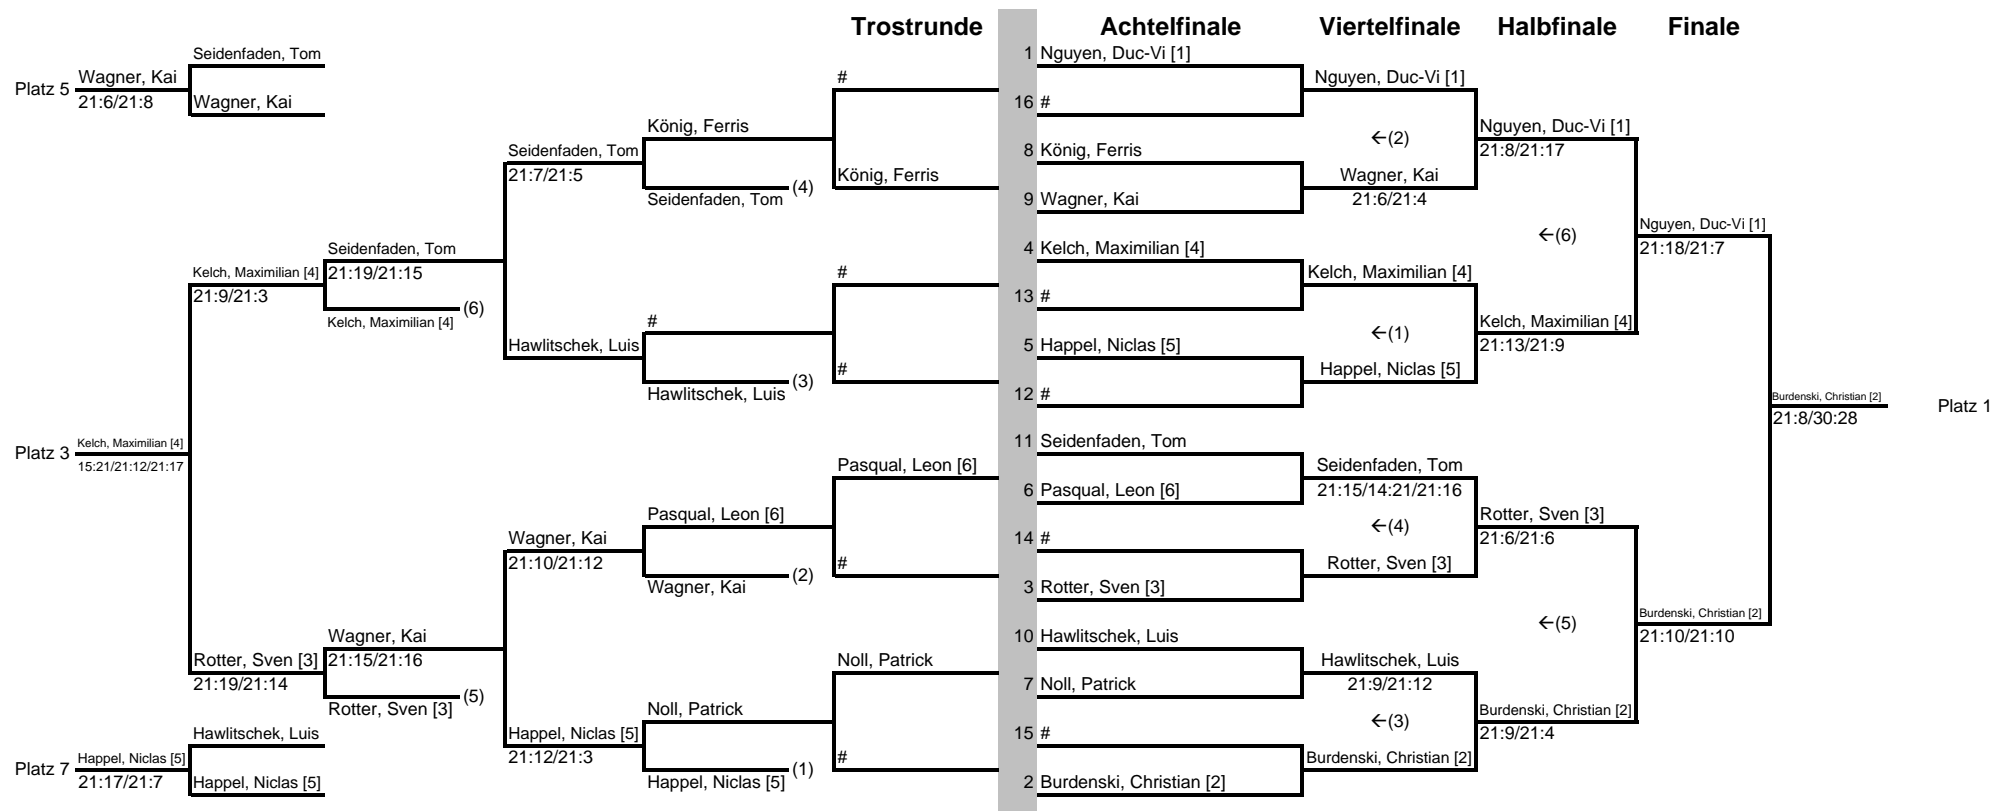 Trostrunde Achtelfinale Viertelfinale Halbfinale Finale
Seidenfaden, Tom 1 Nguyen, Duc-Vi [1]
Platz 5 Wagner, Kai # Nguyen, Duc-Vi [1]
21:6/21:8 Wagner, Kai 16 #
König, Ferris ←(2) Nguyen, Duc-Vi [1]
Seidenfaden, Tom 8 König, Ferris 21:8/21:17
21:7/21:5 (4) König, Ferris Wagner, Kai
Seidenfaden, Tom 9 Wagner, Kai 21:6/21:4
Nguyen, Duc-Vi [1]
Seidenfaden, Tom 4 Kelch, Maximilian [4] ←(6) 21:18/21:7
Kelch, Maximilian [4] 21:19/21:15 # Kelch, Maximilian [4]
21:9/21:3 (6) 13 #
Kelch, Maximilian [4] # ←(1) Kelch, Maximilian [4]
Hawlitschek, Luis 5 Happel, Niclas [5] 21:13/21:9
(3) # Happel, Niclas [5]
Hawlitschek, Luis 12 # Burdenski, Christian [2] Platz 1
21:8/30:28
Platz 3 Kelch, Maximilian [4] 11 Seidenfaden, Tom
15:21/21:12/21:17 Pasqual, Leon [6] Seidenfaden, Tom
6 Pasqual, Leon [6] 21:15/14:21/21:16
Pasqual, Leon [6] ←(4) Rotter, Sven [3]
Wagner, Kai 14 # 21:6/21:6
21:10/21:12 (2) # Rotter, Sven [3]
Wagner, Kai 3 Rotter, Sven [3]
Burdenski, Christian [2]
Wagner, Kai 10 Hawlitschek, Luis ←(5) 21:10/21:10
Rotter, Sven [3] 21:15/21:16 Noll, Patrick Hawlitschek, Luis
21:19/21:14 (5) 7 Noll, Patrick 21:9/21:12
Rotter, Sven [3] Noll, Patrick ←(3) Burdenski, Christian [2]
Hawlitschek, Luis Happel, Niclas [5] 15 # 21:9/21:4
Platz 7 Happel, Niclas [5] 21:12/21:3 (1) # Burdenski, Christian [2]
21:17/21:7 Happel, Niclas [5] Happel, Niclas [5] 2 Burdenski, Christian [2]